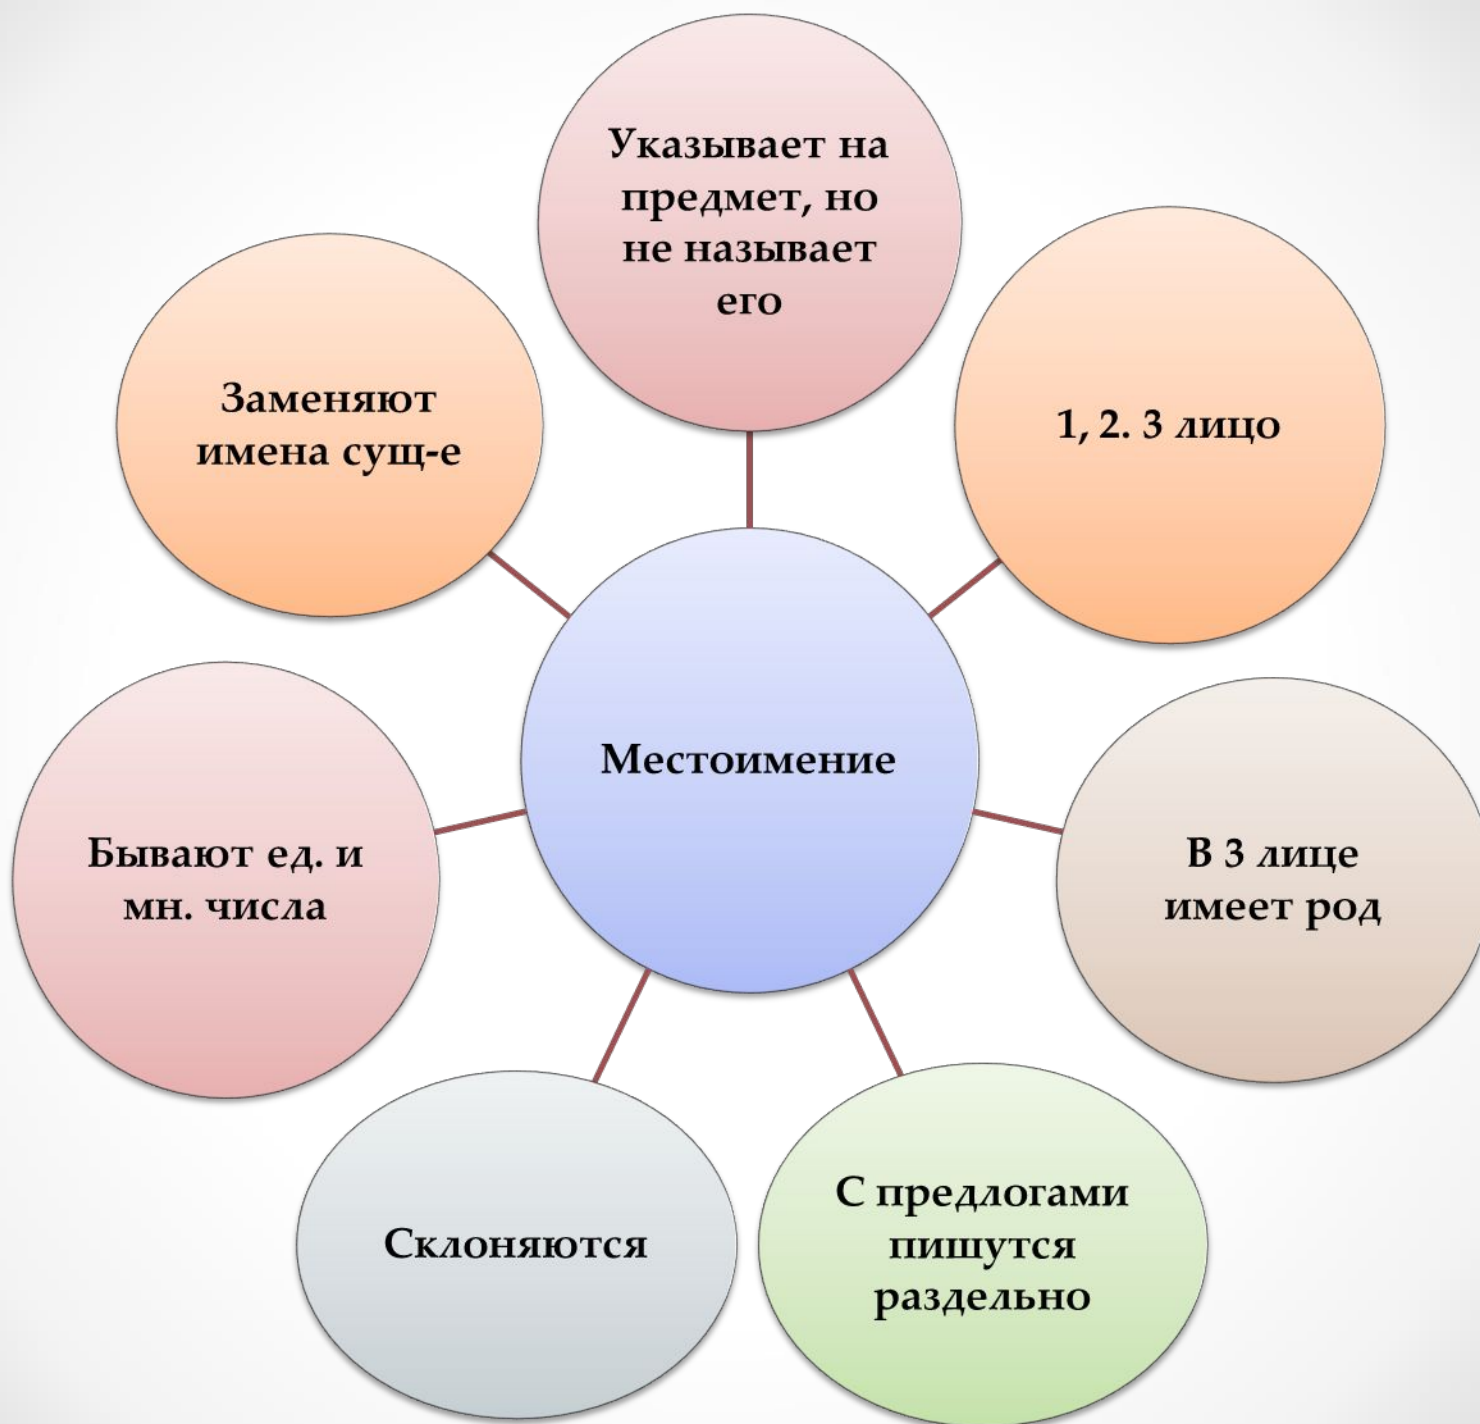 Указывает на
предмет, но
не называет
его
1, 2. 3 лицо
В 3 лице
имеет род
С предлогами
пишутся
раздельно
Склоняются
Бывают ед. и
мн. числа
Заменяют
имена сущ-е
Местоимение